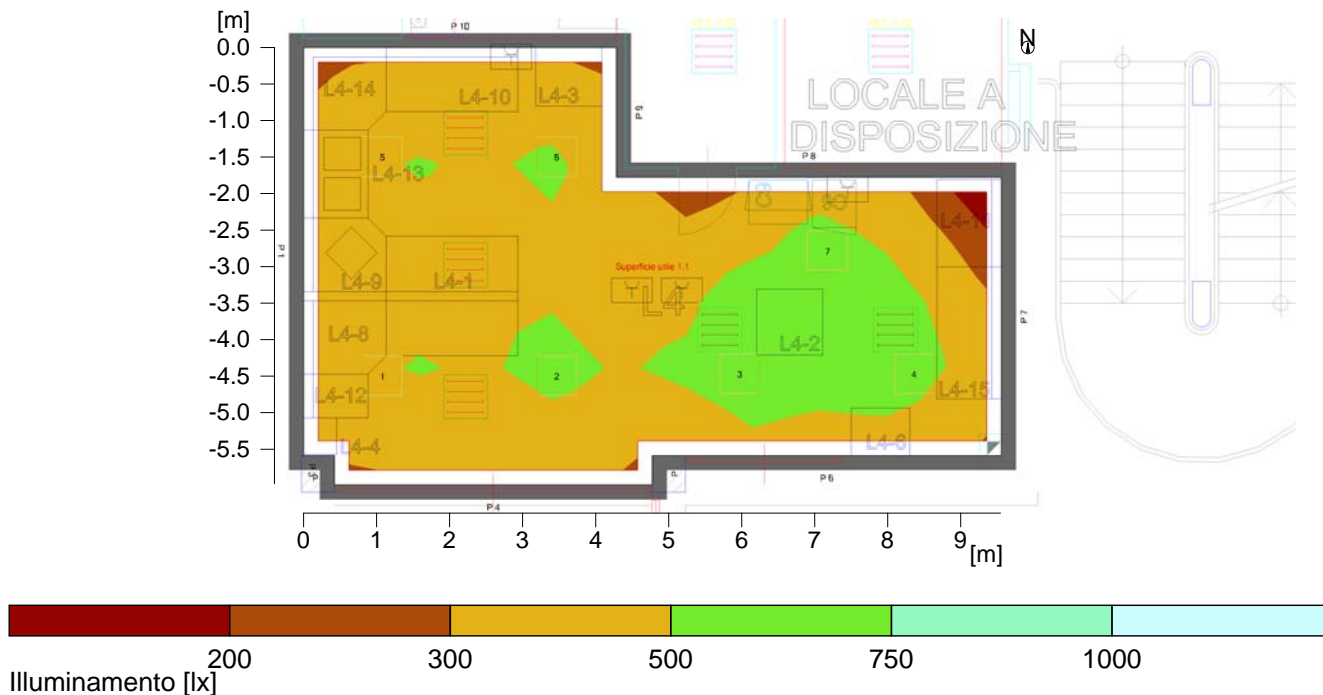 [m]
P 10
N
0.0
-0.5
-1.0
-1.5
-2.0
-2.5
-3.0
-3.5
-4.0
-4.5
-5.0
-5.5
L4-14
L4-10
L4-3
P 9
LOCALE A
DISPOSIZIONE
P 8
5
6
L4-13
7
P 1
L4-9
L4-1
Superficie utile 1.1
L4
L4-8
L4-2
P 7
1
2
3
4
L4-12
L4-15
L4-4
L4-6
P 3
P 6
P 4
0 1 2 3 4 5 6 7 8 9
[m]
200 300 500 750 1000
Illuminamento [lx]